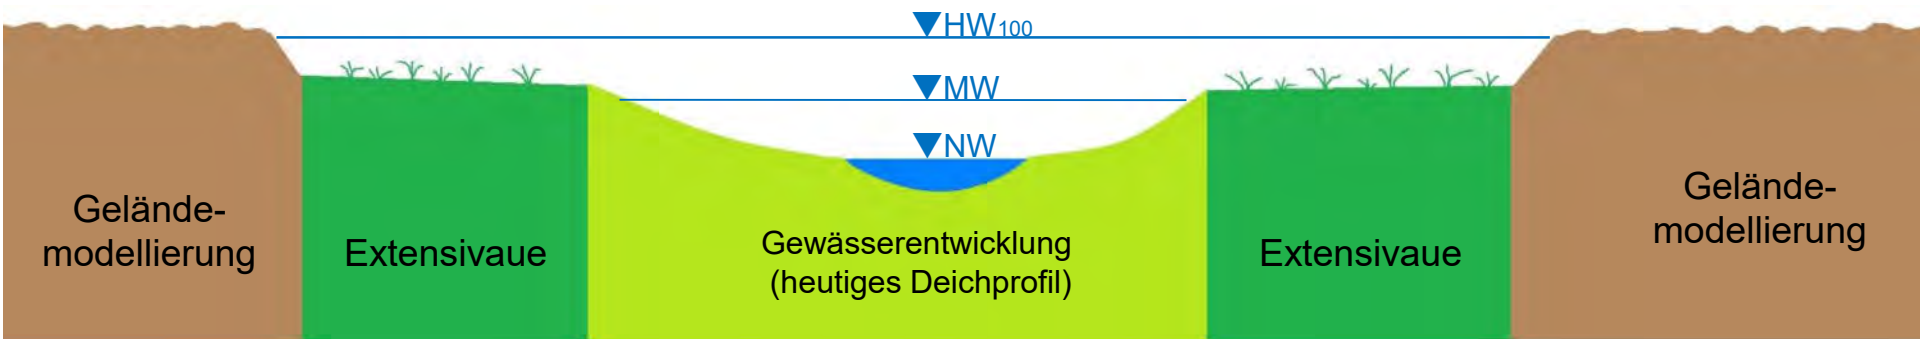 ▼HW100
▼MW
▼NW
Gelände-
modellierung
Extensivaue
Gewässerentwicklung
(heutiges Deichprofil)
Extensivaue
Gelände-
modellierung